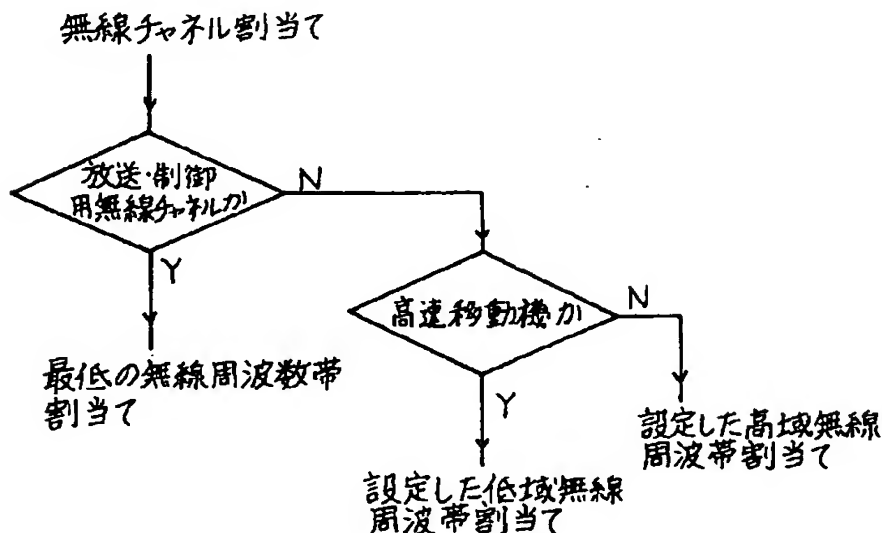 無線チャネル割当て
放送・制御
用無線チャネルか
N
Y
最低の無線周波数帯
割当て
高速移動機か
N
Y
設定した高域無線
周波帯割当て
設定した低域無線
周波帯割当て